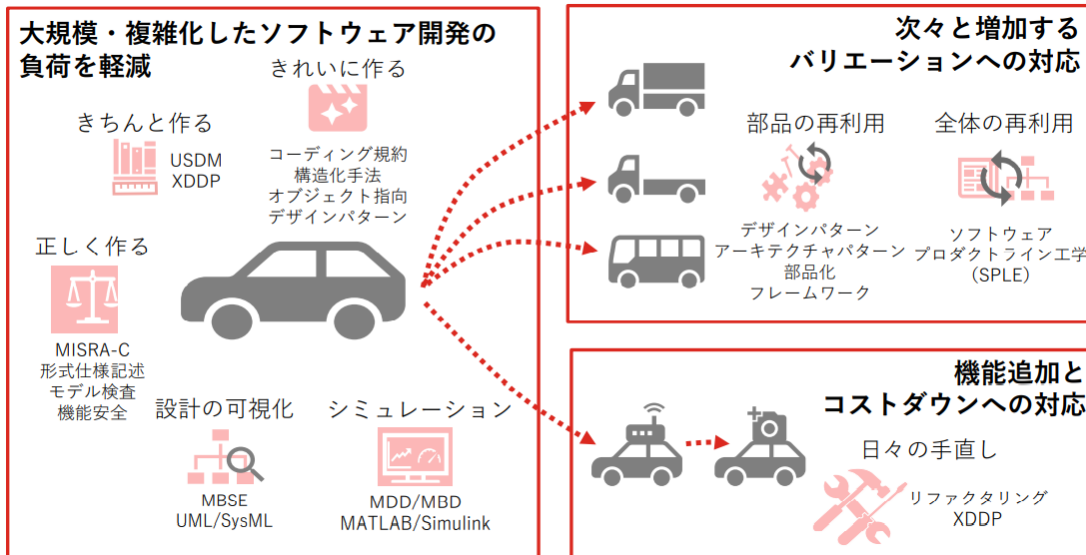 大規模・複雑化したソフトウェア開発の
負荷を軽減
きれいに作る
コーディング規約
構造化手法
オブジェクト指向
デザインパターン
きちんと作る
USDM
XDDP
正しく作る
MISRA-C
形式仕様記述
モデル検査
機能安全
設計の可視化
MBSE
UML/SysML
シミュレーション
MDD/MBD
MATLAB/Simulink
次々と増加する
バリエーションへの対応
部品の再利用
デザインパターン
アーキテクチャパターン
部品化
フレームワーク
全体の再利用
ソフトウェア
プロダクトライン工学
（SPLE）
機能追加と
コストダウンへの対応
日々の手直し
リファクタリング
XDDP